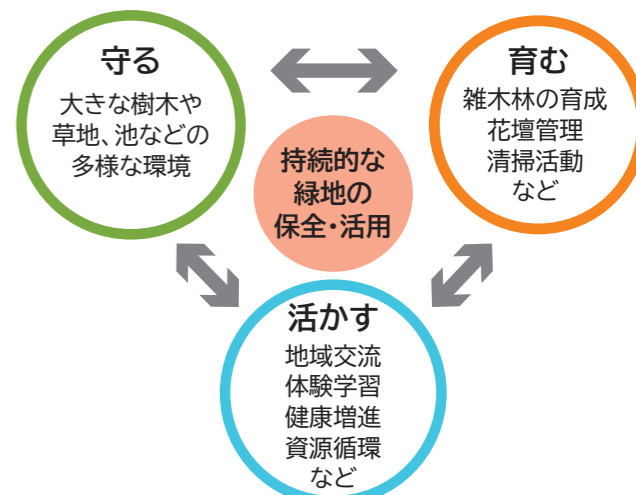 守る
大きな樹木や
草地、池などの
多様な環境
育む
雑木林の育成
花壇管理
清掃活動
など
持続的な
緑地の
保全・活用
活かす
地域交流
体験学習
健康増進
資源循環
など